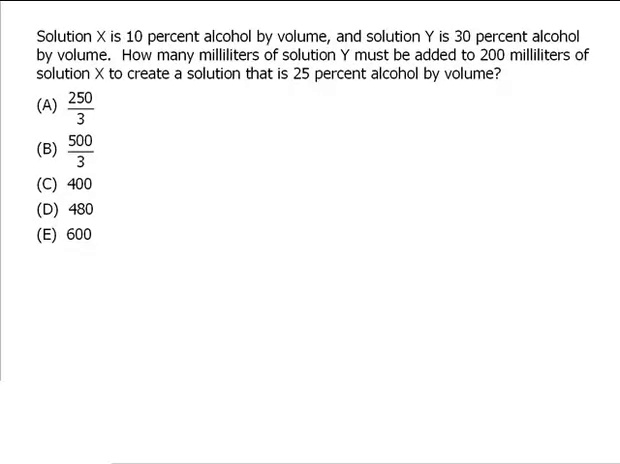 Solution X is 10 percent alcohol by volume, and solution Y is 30 percent alcohol
by volume.  How many milliliters of solution Y must be added to 200 milliliters of
solution X to create a solution that is 25 percent alcohol by volume?
(A) 250/3
(B) 500/3
(C) 400
(D) 480
(E) 600